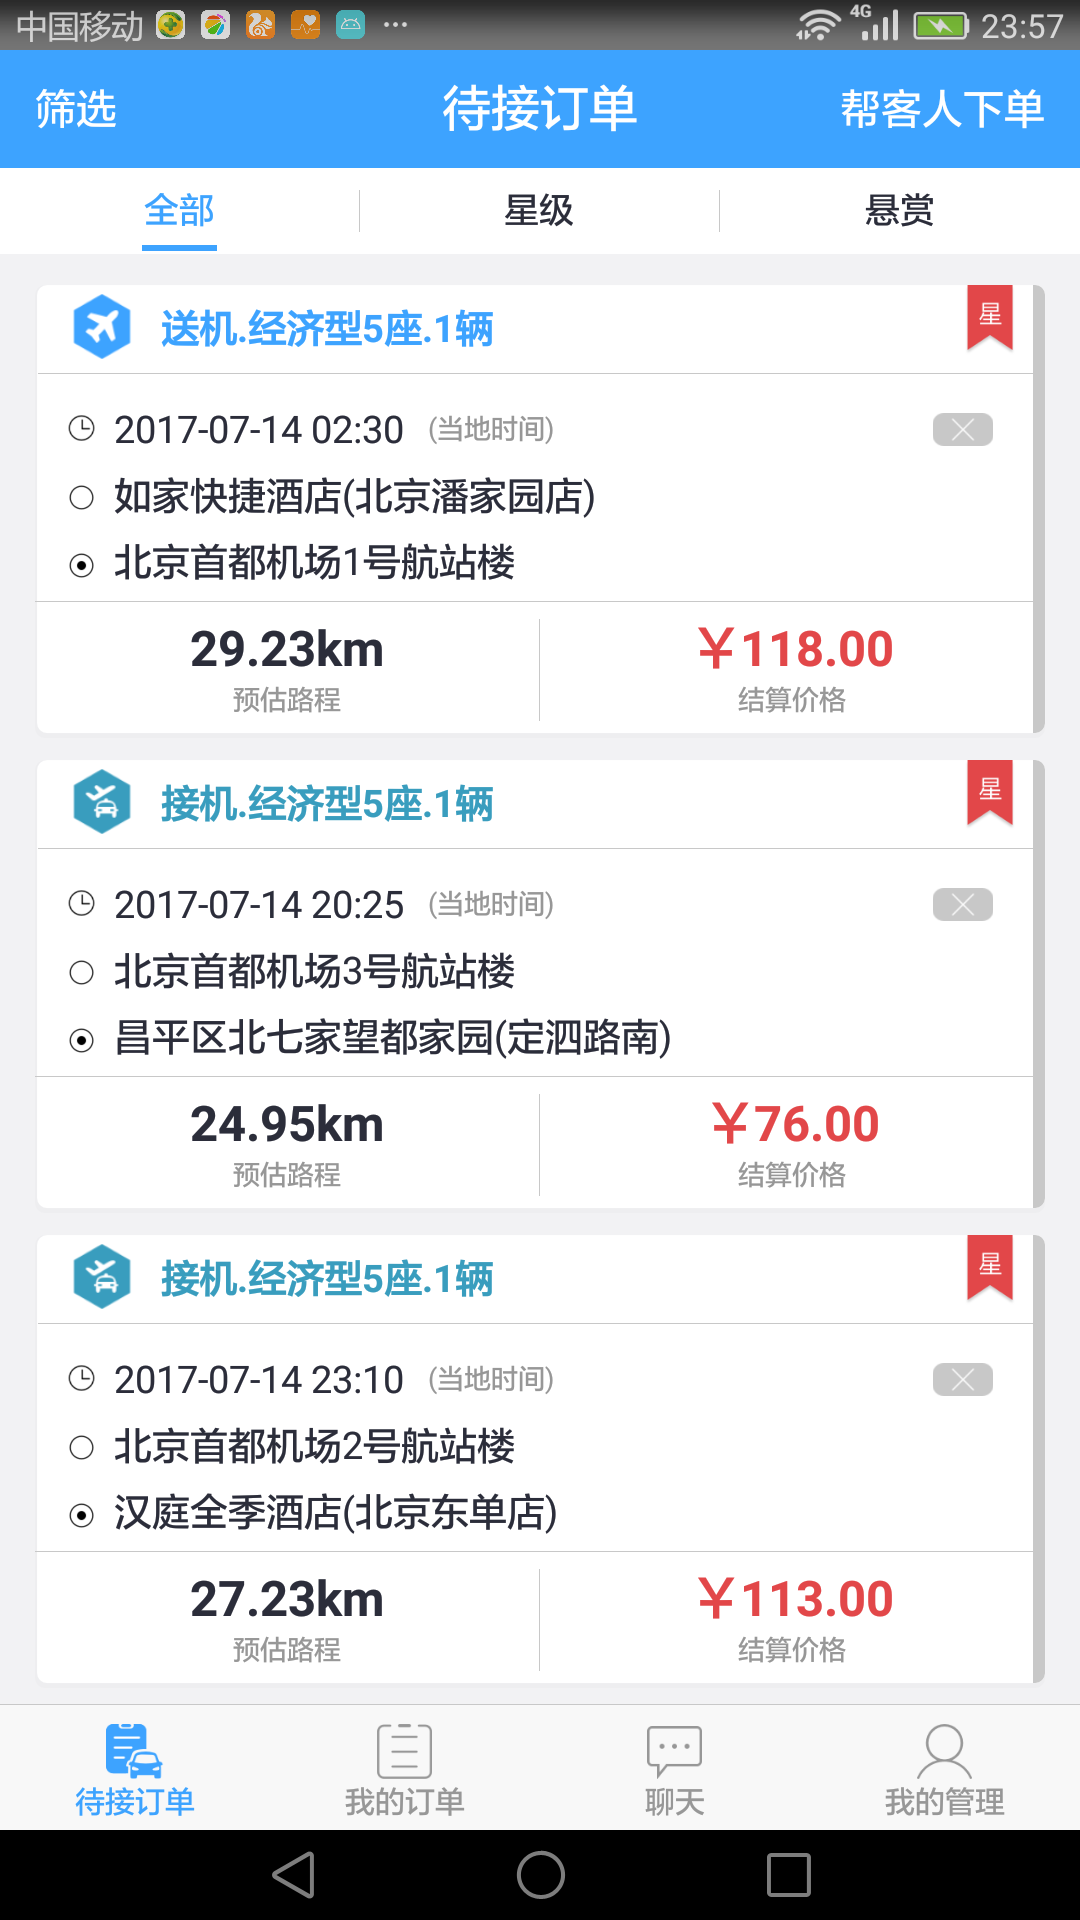 中国移动 4G 23:57
筛选 待接订单 帮客人下单
全部 星级 悬赏
送机.经济型5座.1辆 星
2017-07-14 02:30 (当地时间)
如家快捷酒店(北京潘家园店)
北京首都机场1号航站楼
29.23km ￥118.00
预估路程 结算价格
接机.经济型5座.1辆 星
2017-07-14 20:25 (当地时间)
北京首都机场3号航站楼
昌平区北七家望都家园(定泗路南)
24.95km ￥76.00
预估路程 结算价格
接机.经济型5座.1辆 星
2017-07-14 23:10 (当地时间)
北京首都机场2号航站楼
汉庭全季酒店(北京东单店)
27.23km ￥113.00
预估路程 结算价格
待接订单 我的订单 聊天 我的管理